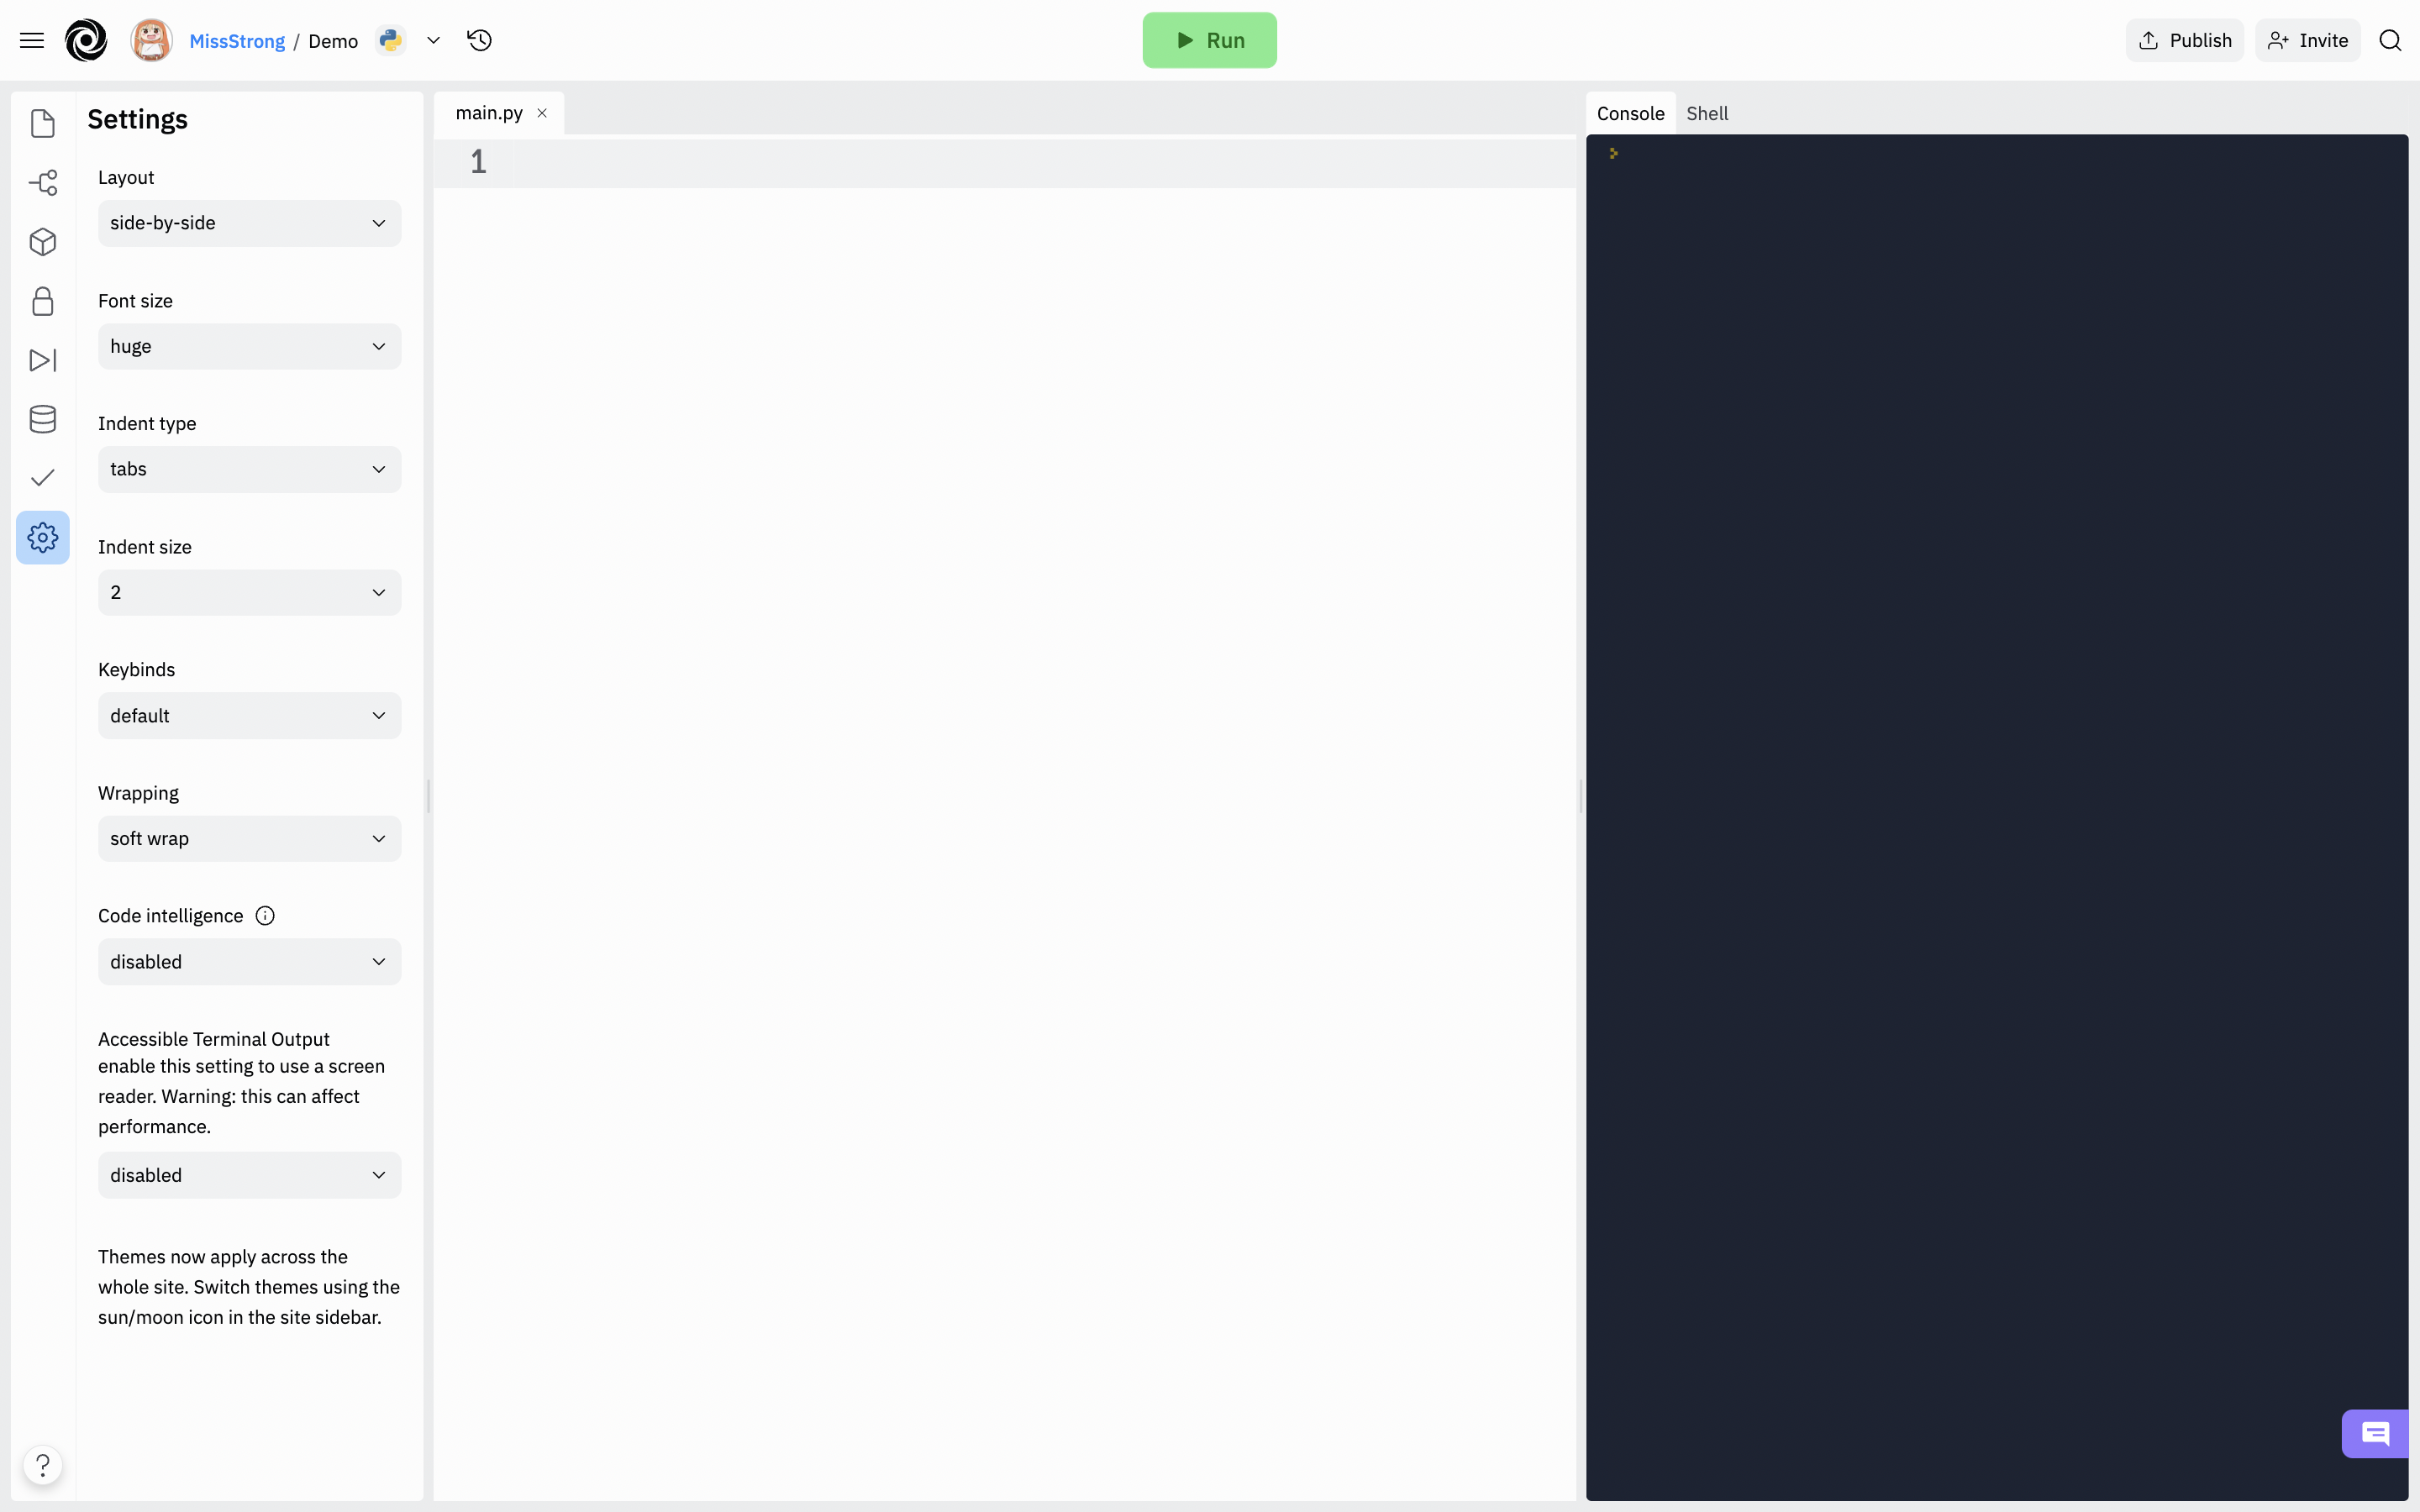 MissStrong / Demo
Run
Publish
Invite
Settings
Layout
side-by-side
Font size
huge
Indent type
tabs
Indent size
2
Keybinds
default
Wrapping
soft wrap
Code intelligence
disabled
Accessible Terminal Output
enable this setting to use a screen
reader. Warning: this can affect
performance.
disabled
Themes now apply across the
whole site. Switch themes using the
sun/moon icon in the site sidebar.
?
main.py ×
1
Console Shell
>